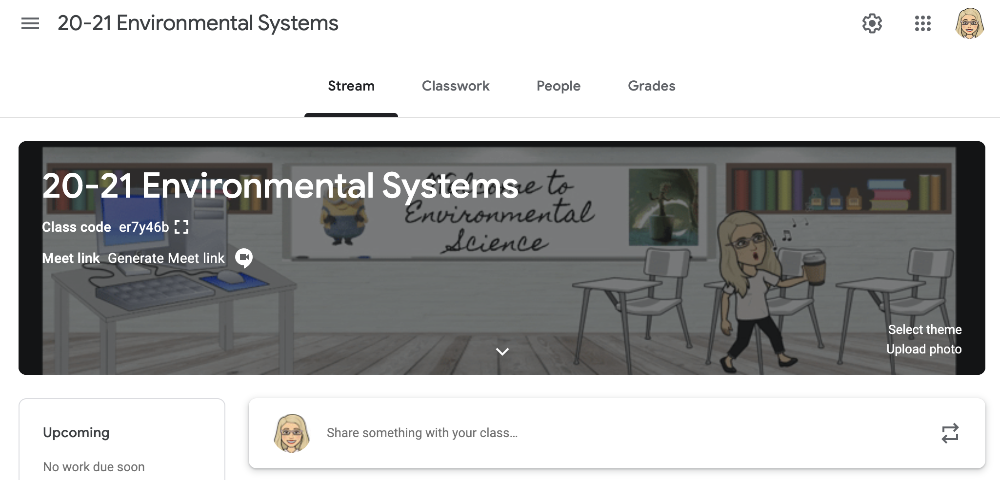 20-21 Environmental Systems
Stream Classwork People Grades
20-21 Environmental Systems
Welcome to
Environmental
Science
Class code er7y46b
Meet link Generate Meet link
Select theme
Upload photo
Upcoming
No work due soon
Share something with your class...